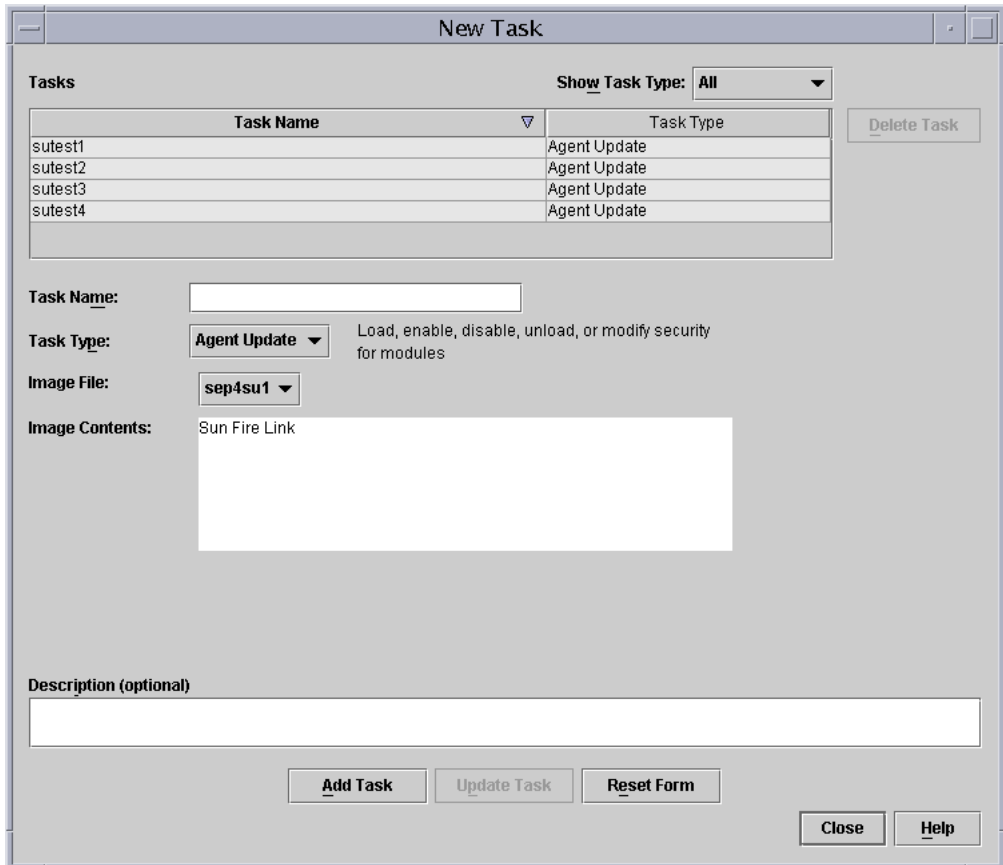 New Task
Tasks
Show Task Type: All
Task Name Task Type
Delete Task
sutest1 Agent Update
sutest2 Agent Update
sutest3 Agent Update
sutest4 Agent Update
Task Name:
Task Type: Agent Update Load, enable, disable, unload, or modify security
for modules
Image File: sep4su1
Image Contents: Sun Fire Link
Description (optional)
Add Task Update Task Reset Form
Close Help